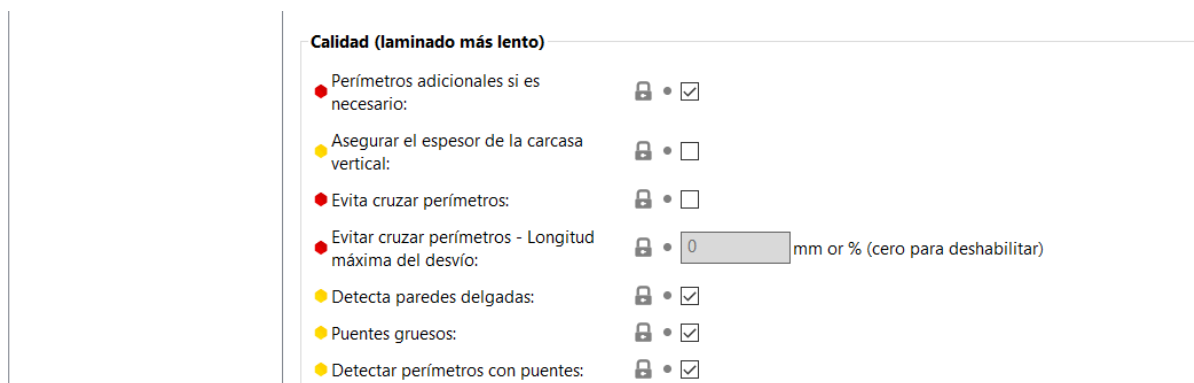 Calidad (laminado más lento)
Perímetros adicionales si es
necesario:
Asegurar el espesor de la carcasa
vertical:
Evita cruzar perímetros:
Evitar cruzar perímetros - Longitud
máxima del desvío:
0 mm or % (cero para deshabilitar)
Detecta paredes delgadas:
Puentes gruesos:
Detectar perímetros con puentes: